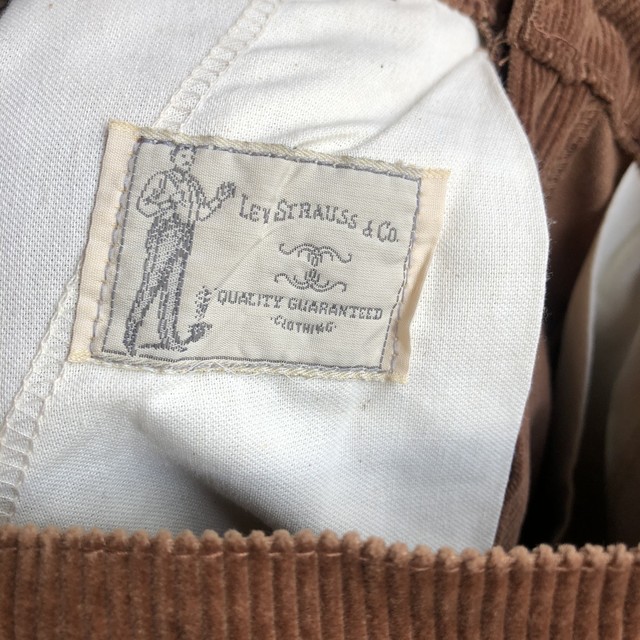 LEVI STRAUSS & CO.
QUALITY GUARANTEED
·CLOTHING·